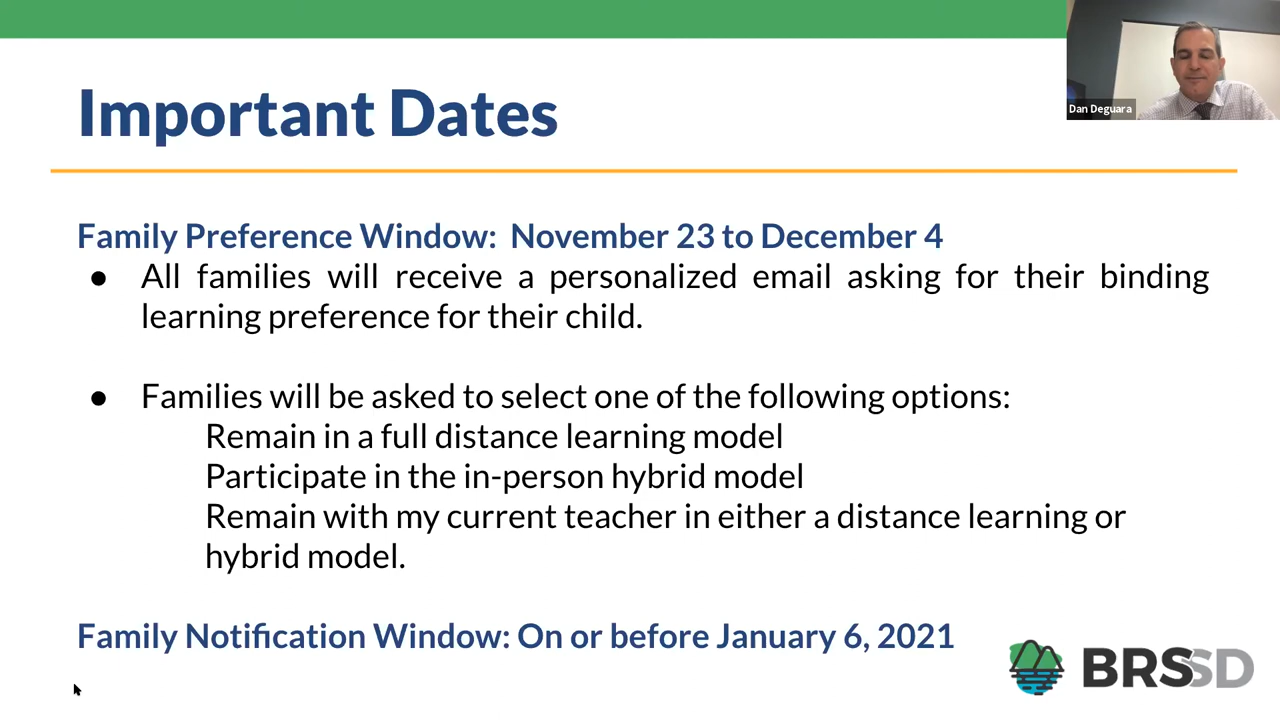 Dan Deguara
Important Dates
Family Preference Window: November 23 to December 4
● All families will receive a personalized email asking for their binding
learning preference for their child.
● Families will be asked to select one of the following options:
Remain in a full distance learning model
Participate in the in-person hybrid model
Remain with my current teacher in either a distance learning or
hybrid model.
Family Notification Window: On or before January 6, 2021
BRSSD